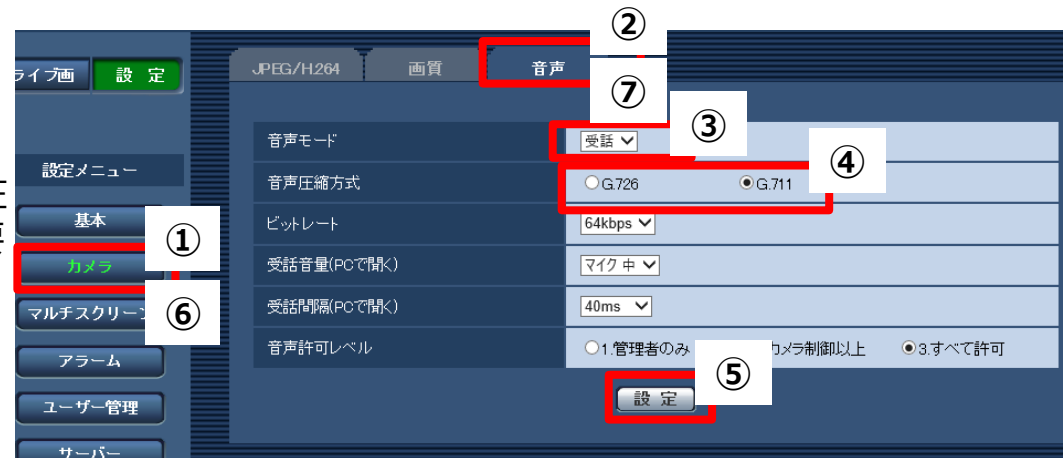 ②
ライブ画 設 定 JPEG/H.264 画質 音声
⑦
音声モード 受話 ③
設定メニュー 音声圧縮方式 G.726 G.711 ④
基本 ① ビットレート 64kbps
カメラ 受話音量(PCで聞く) マイク 中
マルチスクリーン ⑥ 受話間隔(PCで聞く) 40ms
アラーム 音声許可レベル 1.管理者のみ カメラ制御以上 3.すべて許可
ユーザー管理 設 定 ⑤
サーバー